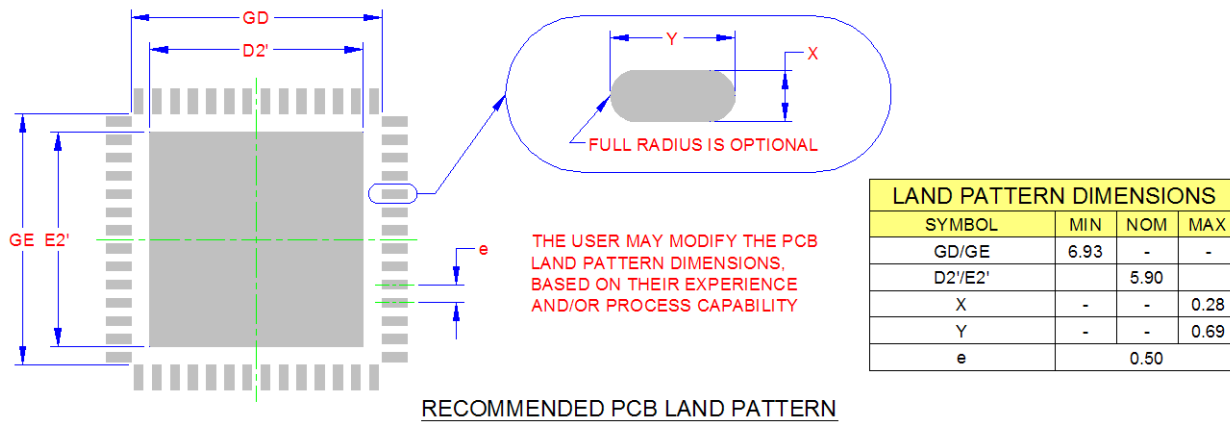 GD
D2'
Y
X
FULL RADIUS IS OPTIONAL
GE E2'
e
THE USER MAY MODIFY THE PCB
LAND PATTERN DIMENSIONS,
BASED ON THEIR EXPERIENCE
AND/OR PROCESS CAPABILITY
LAND PATTERN DIMENSIONS
SYMBOL MIN NOM MAX
GD/GE 6.93 - -
D2'/E2' 5.90
X - - 0.28
Y - - 0.69
e 0.50
RECOMMENDED PCB LAND PATTERN